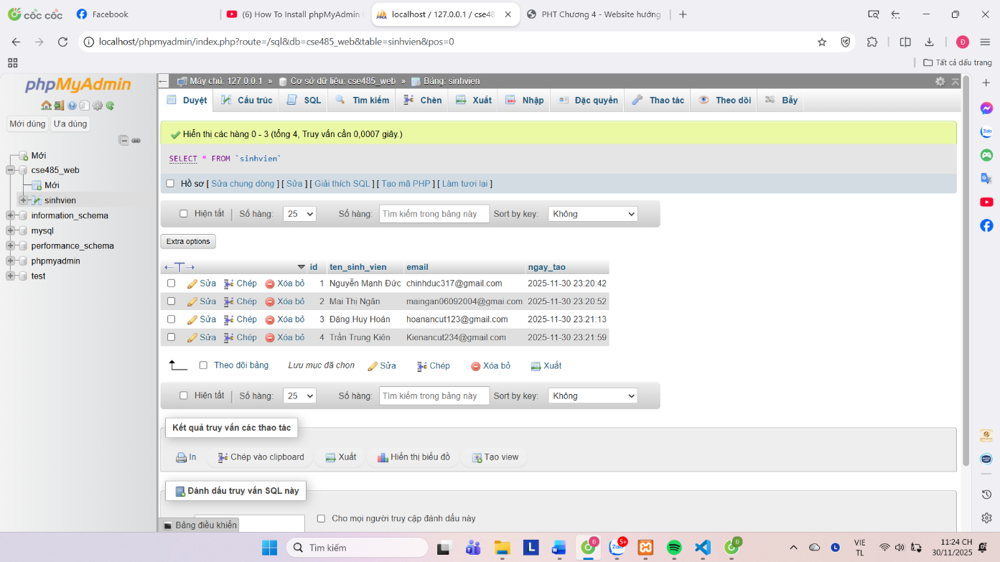 cốc cốc
Facebook
(6) How To Install phpMyAdmin
localhost / 127.0.0.1 / cse48
PHT Chương 4 - Website hướng
localhost/phpmyadmin/index.php?route=/sql&db=cse485_web&table=sinhvien&pos=0
Đ
Tất cả dấu trang
phpMyAdmin
Mới dùng Ưa dùng
Mới
cse485_web
Mới
sinhvien
information_schema
mysql
performance_schema
phpmyadmin
test
Máy chủ: 127.0.0.1 » Cơ sở dữ liệu: cse485_web » Bảng: sinhvien
Duyệt Cấu trúc SQL Tìm kiếm Chèn Xuất Nhập Đặc quyền Thao tác Theo dõi Bẫy
Hiển thị các hàng 0 - 3 (tổng 4, Truy vấn cần 0,0007 giây.)
SELECT * FROM `sinhvien`
Hồ sơ [ Sửa chung dòng ] [ Sửa ] [ Giải thích SQL ] [ Tạo mã PHP ] [ Làm tươi lại ]
Hiện tất Số hàng: 25 Số hàng: Tìm kiếm trong bảng này Sort by key: Không
Extra options
id ten_sinh_vien email ngay_tao
Sửa Chép Xóa bỏ 1 Nguyễn Mạnh Đức chinhduc317@gmail.com 2025-11-30 23:20:42
Sửa Chép Xóa bỏ 2 Mai Thị Ngân maingan06092004@gmai.com 2025-11-30 23:20:52
Sửa Chép Xóa bỏ 3 Đặng Huy Hoán hoanancut123@gmail.com 2025-11-30 23:21:13
Sửa Chép Xóa bỏ 4 Trần Trung Kiên Kienancut234@gmail.com 2025-11-30 23:21:59
Theo dõi bảng Lưu mục đã chọn Sửa Chép Xóa bỏ Xuất
Hiện tất Số hàng: 25 Số hàng: Tìm kiếm trong bảng này Sort by key: Không
Kết quả truy vấn các thao tác
In Chép vào clipboard Xuất Hiển thị biểu đồ Tạo view
Đánh dấu truy vấn SQL này
Cho mọi người truy cập đánh dấu này
Bảng điều khiển
Zalo
Tìm kiếm
L
Đ
Zalo
5+
Đ
L
VIE
TL
11:24 CH
30/11/2025